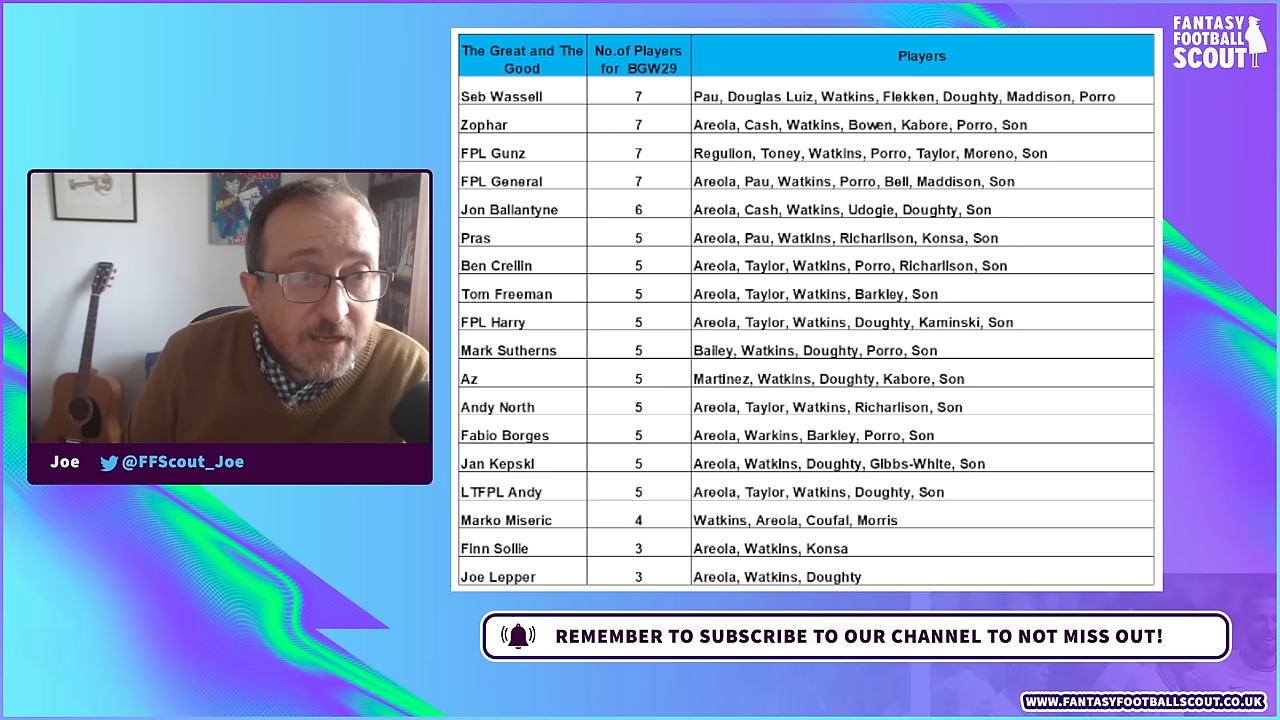 FANTASY
FOOTBALL
SCOUT
The Great and The Good No.of Players for BGW29 Players
Seb Wassell 7 Pau, Douglas Luiz, Watkins, Flekken, Doughty, Maddison, Porro
Zophar 7 Areola, Cash, Watkins, Bowen, Kabore, Porro, Son
FPL Gunz 7 Regulion, Toney, Watkins, Porro, Taylor, Moreno, Son
FPL General 7 Areola, Pau, Watkins, Porro, Bell, Maddison, Son
Jon Ballantyne 6 Areola, Cash, Watkins, Udogie, Doughty, Son
Pras 5 Areola, Pau, Watkins, Richarlison, Konsa, Son
Ben Crellin 5 Areola, Taylor, Watkins, Porro, Richarlison, Son
Tom Freeman 5 Areola, Taylor, Watkins, Barkley, Son
FPL Harry 5 Areola, Taylor, Watkins, Doughty, Kaminski, Son
Mark Sutherns 5 Bailey, Watkins, Doughty, Porro, Son
Az 5 Martinez, Watkins, Doughty, Kabore, Son
Andy North 5 Areola, Taylor, Watkins, Richarlison, Son
Fabio Borges 5 Areola, Warkins, Barkley, Porro, Son
Jan Kepski 5 Areola, Watkins, Doughty, Gibbs-White, Son
LTFPL Andy 5 Areola, Taylor, Watkins, Doughty, Son
Marko Miseric 4 Watkins, Areola, Coufal, Morris
Finn Sollie 3 Areola, Watkins, Konsa
Joe Lepper 3 Areola, Watkins, Doughty
Joe @FFScout_Joe
REMEMBER TO SUBSCRIBE TO OUR CHANNEL TO NOT MISS OUT!
WWW.FANTASYFOOTBALLSCOUT.CO.UK